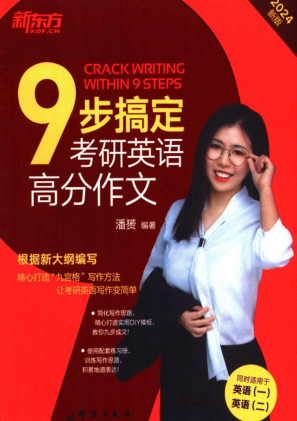 新东方
XDF.CN
2024
新版
CRACK WRITING
WITHIN 9 STEPS
9步搞定
考研英语
高分作文
潘赟 编著
根据新大纲编写
精心打造“九宫格”写作方法
让考研英语写作变简单
简化写作思路,
精心打造实用DIY模板,
教你九步成文!
使用配套练习册,
训练写作思路,
积累地道表达!
同时适用于
英语(一)
英语(二)